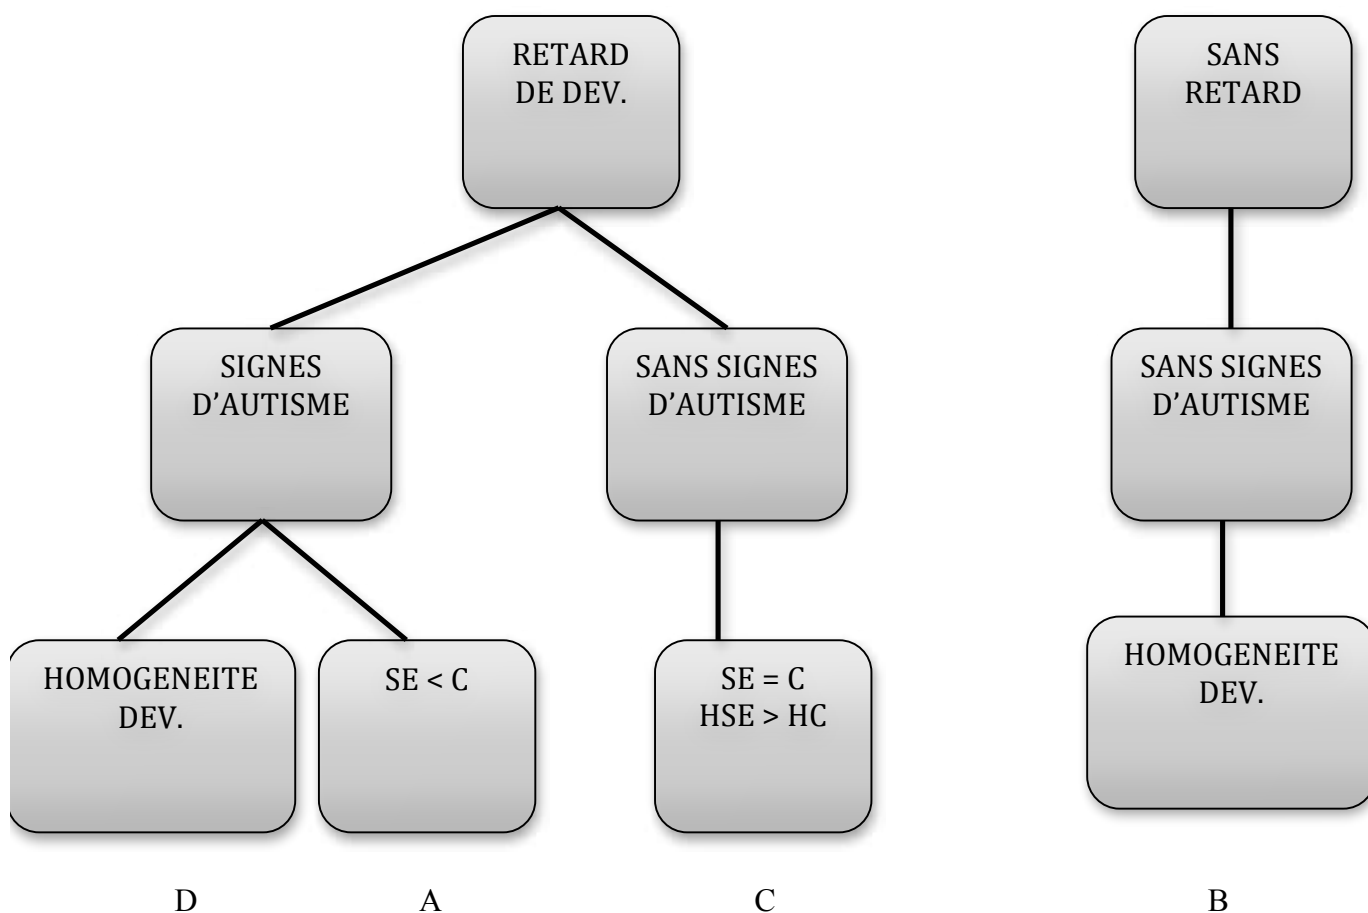 RETARD
DE DEV.
SANS
RETARD
SIGNES
D’AUTISME
SANS SIGNES
D’AUTISME
SANS SIGNES
D’AUTISME
HOMOGENEITE
DEV.
SE < C
SE = C
HSE > HC
HOMOGENEITE
DEV.
D A C B